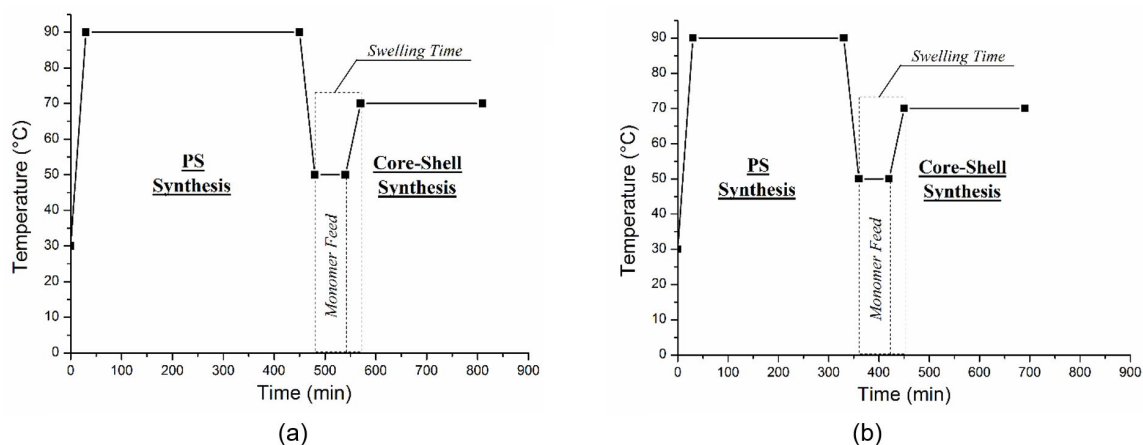 90
80
70
60
50
40
30
20
10
0
Temperature (°C)
Swelling Time
PS
Synthesis
Core-Shell
Synthesis
Monomer Feed
0 100 200 300 400 500 600 700 800 900
Time (min)
(a)
90
80
70
60
50
40
30
20
10
0
Temperature (°C)
Swelling Time
PS
Synthesis
Core-Shell
Synthesis
Monomer Feed
0 100 200 300 400 500 600 700 800 900
Time (min)
(b)